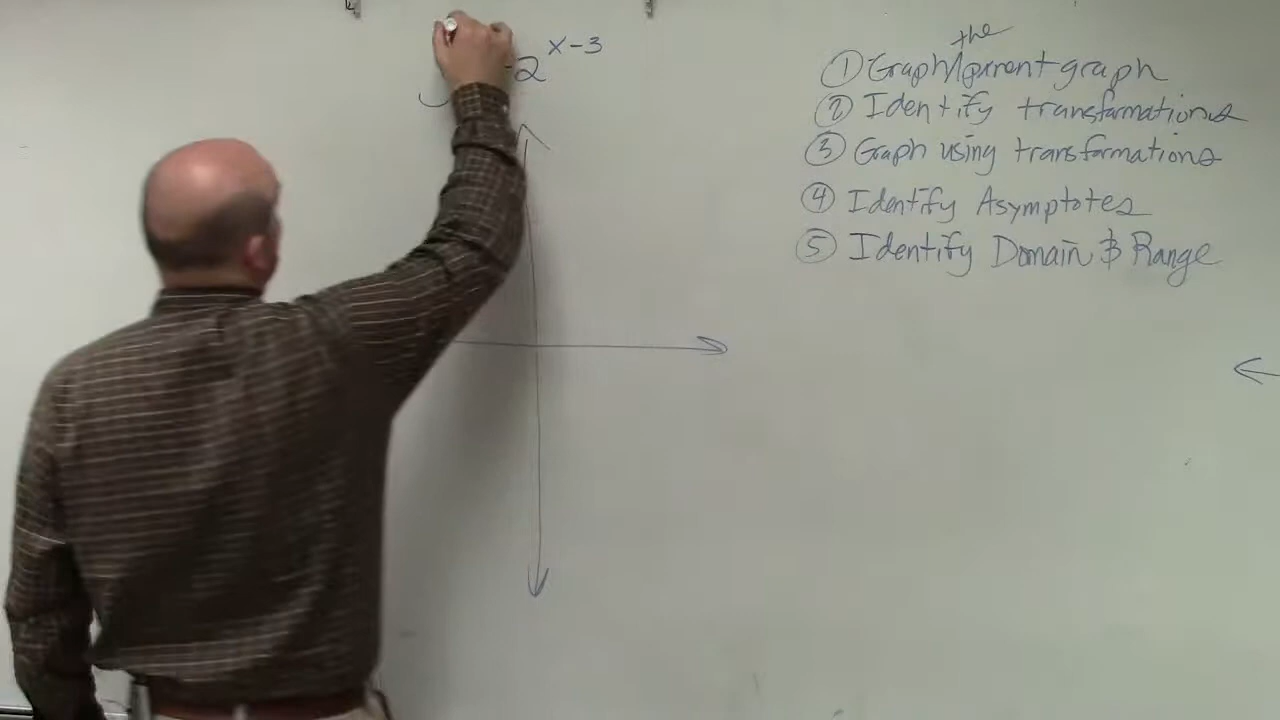 -2^{x-3}
① Graph the parent graph
② Identify transformations
③ Graph using transformations
④ Identify Asymptotes
⑤ Identify Domain & Range